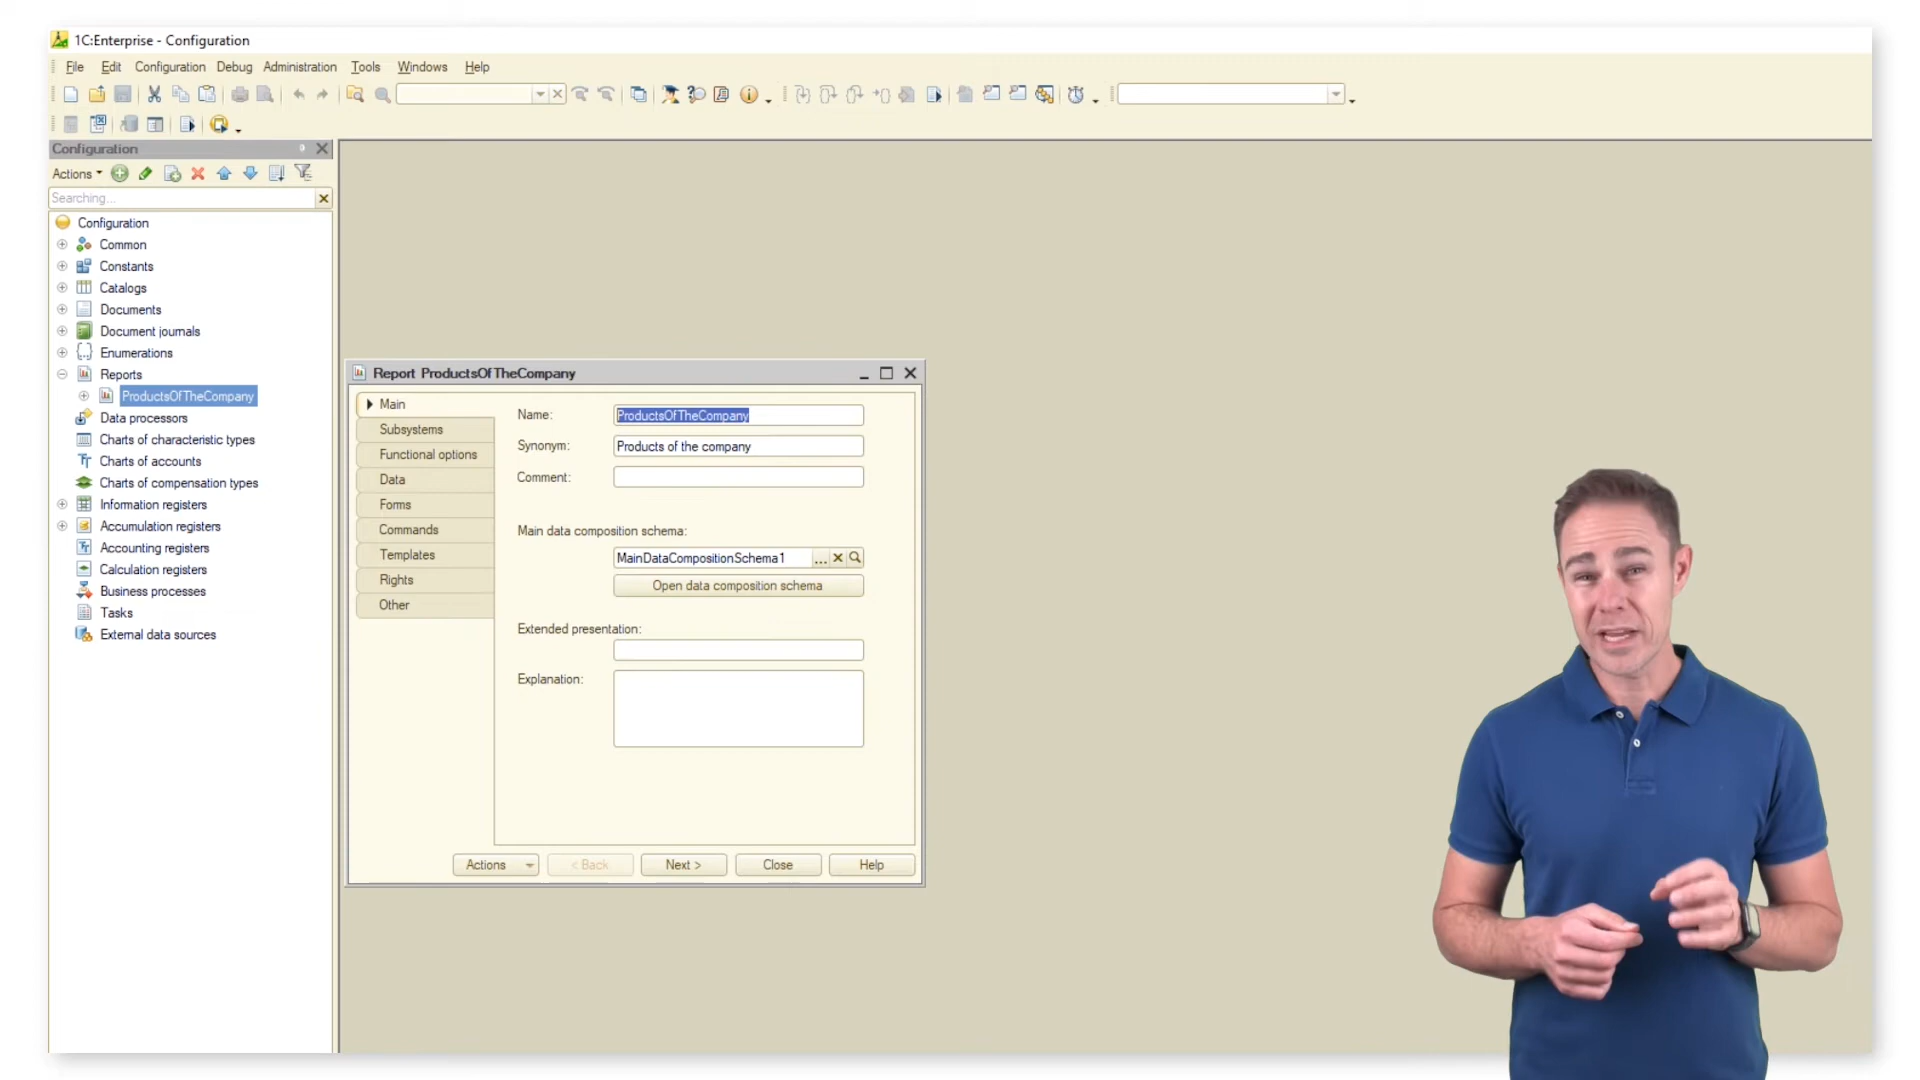 1C:Enterprise - Configuration
File Edit Configuration Debug Administration Tools Windows Help
Configuration
Actions
Searching...
Configuration
Common
Constants
Catalogs
Documents
Document journals
Enumerations
Reports
ProductsOfTheCompany
Data processors
Charts of characteristic types
Charts of accounts
Charts of compensation types
Information registers
Accumulation registers
Accounting registers
Calculation registers
Business processes
Tasks
External data sources
Report ProductsOfTheCompany
Main
Subsystems
Functional options
Data
Forms
Commands
Templates
Rights
Other
Name: ProductsOfTheCompany
Synonym: Products of the company
Comment:
Main data composition schema:
MainDataCompositionSchema1 ...
Open data composition schema
Extended presentation:
Explanation:
Actions < Back Next > Close Help